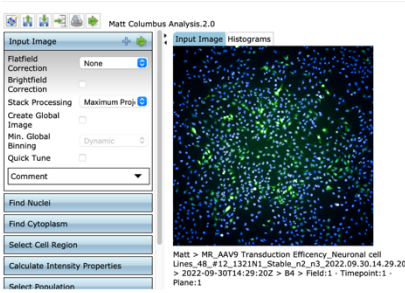 Matt Columbus Analysis.2.0
Input Image
Flatfield Correction
None
Brightfield Correction
Stack Processing
Maximum Proj
Create Global Image
Min. Global Binning
Dynamic
Quick Tune
Comment
Find Nuclei
Find Cytoplasm
Select Cell Region
Calculate Intensity Properties
Select Population
Input Image
Histograms
Matt > MR_AAV9 Transduction Efficency_Neuronal cell
Lines_48_#12_1321N1_Stable_n2_n3_2022.09.30.14.29.20
> 2022-09-30T14:29:20Z > B4 > Field:1 - Timepoint:1 -
Plane:1